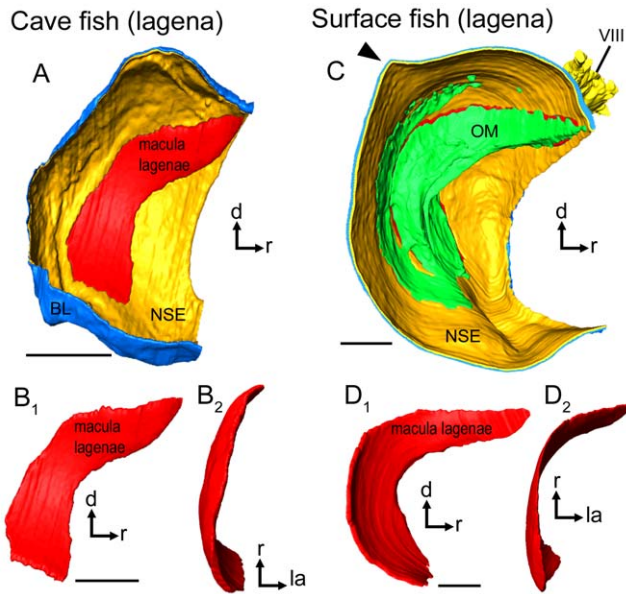 Cave fish (lagena)
Surface fish (lagena)
VIII
A
C
macula
lagenae
OM
d
r
d
r
BL
NSE
NSE
B1
B2
D1
D2
macula
lagenae
macula lagenae
d
r
r
la
d
r
r
la